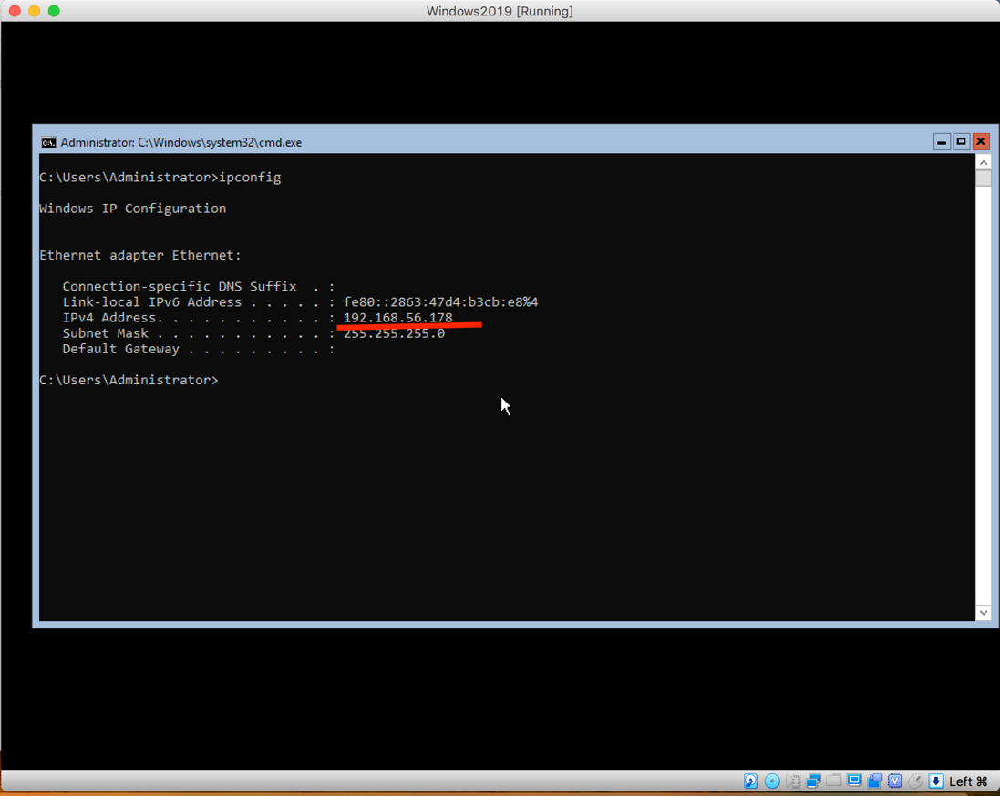 Windows2019 [Running]
Administrator: C:\Windows\system32\cmd.exe
C:\Users\Administrator>ipconfig
Windows IP Configuration
Ethernet adapter Ethernet:
   Connection-specific DNS Suffix  . :
   Link-local IPv6 Address . . . . . : fe80::2863:47d4:b3cb:e8%4
   IPv4 Address. . . . . . . . . . . : 192.168.56.178
   Subnet Mask . . . . . . . . . . . : 255.255.255.0
   Default Gateway . . . . . . . . . :
C:\Users\Administrator>
Left ⌘